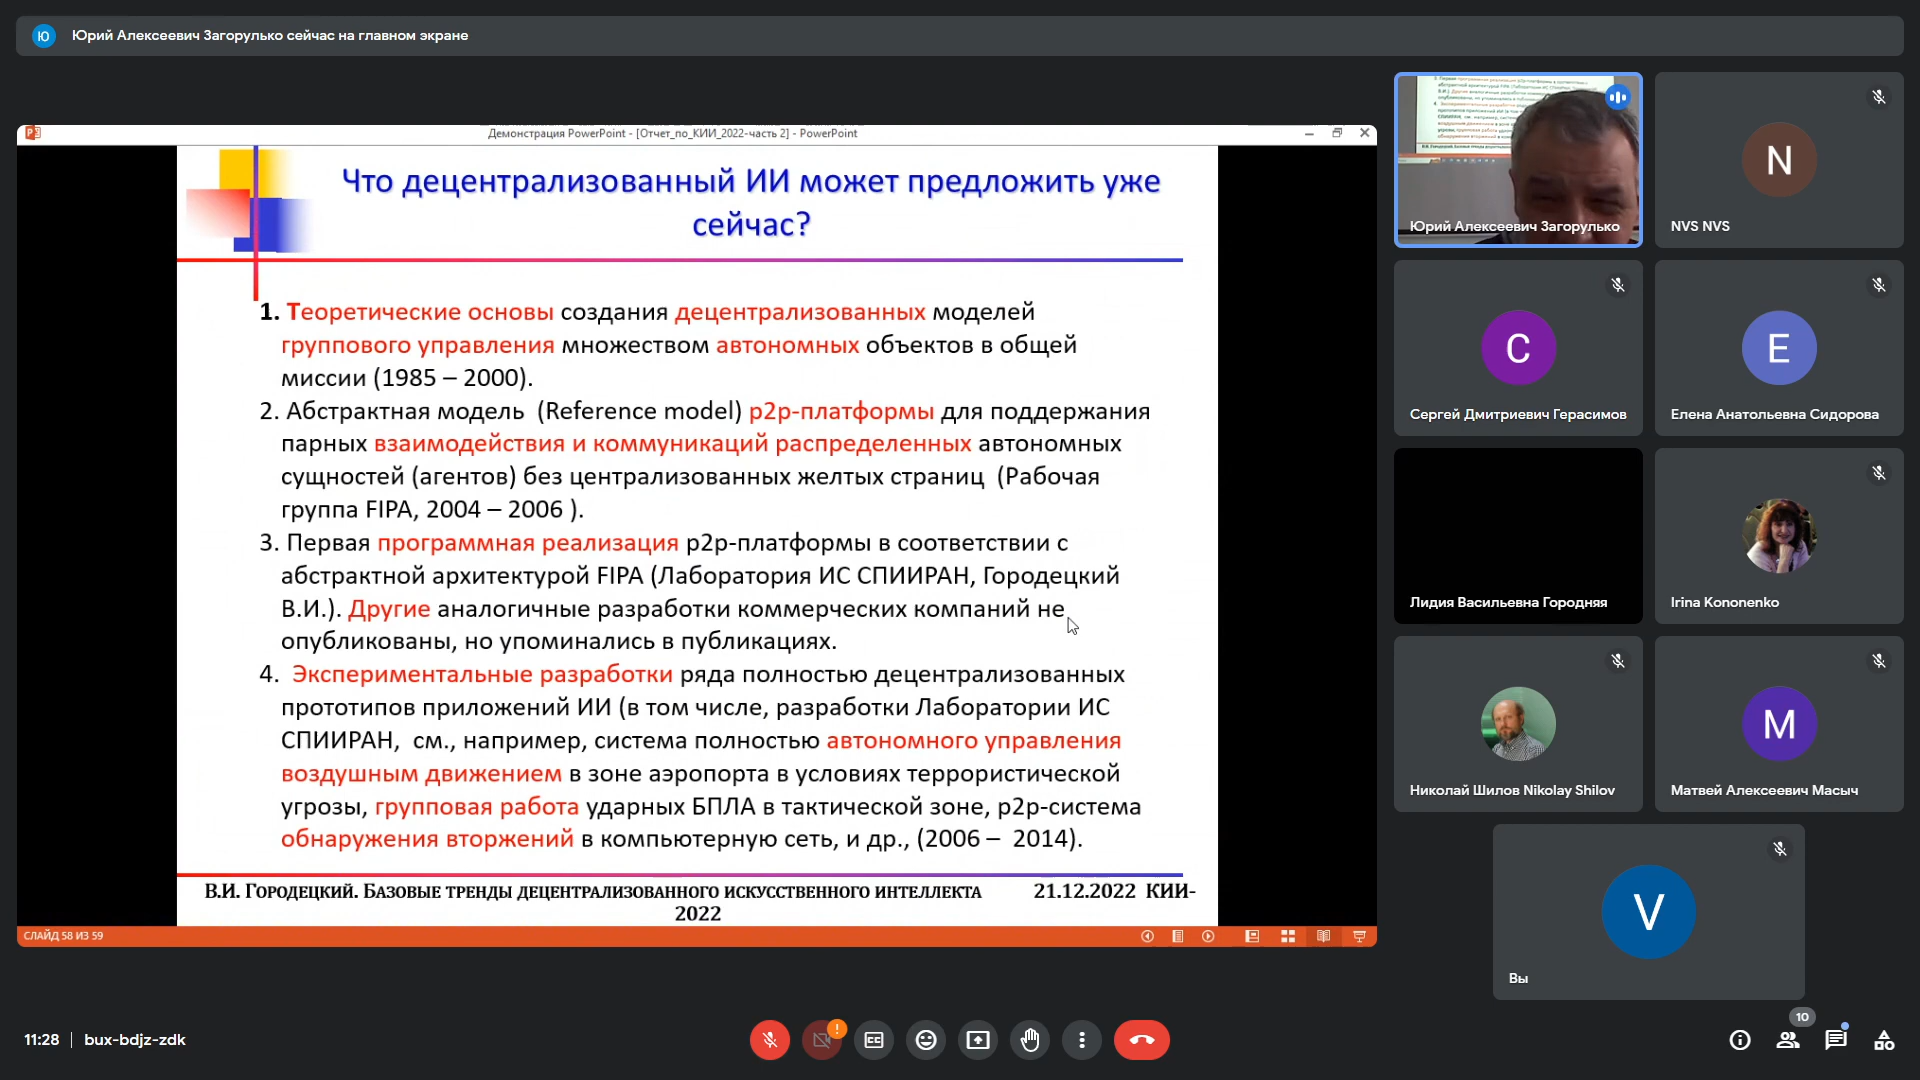 Ю
Юрий Алексеевич Загорулько сейчас на главном экране
Демонстрация PowerPoint - [Отчет_по_КИИ_2022-часть 2] - PowerPoint
Что децентрализованный ИИ может предложить уже
сейчас?
1. Теоретические основы создания децентрализованных моделей
группового управления множеством автономных объектов в общей
миссии (1985 – 2000).
2. Абстрактная модель (Reference model) p2p-платформы для поддержания
парных взаимодействия и коммуникаций распределенных автономных
сущностей (агентов) без централизованных желтых страниц (Рабочая
группа FIPA, 2004 – 2006 ).
3. Первая программная реализация p2p-платформы в соответствии с
абстрактной архитектурой FIPA (Лаборатория ИС СПИИРАН, Городецкий
В.И.). Другие аналогичные разработки коммерческих компаний не
опубликованы, но упоминались в публикациях.
4. Экспериментальные разработки ряда полностью децентрализованных
прототипов приложений ИИ (в том числе, разработки Лаборатории ИС
СПИИРАН, см., например, система полностью автономного управления
воздушным движением в зоне аэропорта в условиях террористической
угрозы, групповая работа ударных БПЛА в тактической зоне, p2p-система
обнаружения вторжений в компьютерную сеть, и др., (2006 – 2014).
В.И. Городецкий. Базовые тренды децентрализованного искусственного интеллекта 21.12.2022 КИИ-
2022
СЛАЙД 58 ИЗ 59
Юрий Алексеевич Загорулько
N
NVS NVS
С
Сергей Дмитриевич Герасимов
Е
Елена Анатольевна Сидорова
Лидия Васильевна Городняя
Irina Kononenko
Николай Шилов Nikolay Shilov
М
Матвей Алексеевич Масыч
V
Вы
11:28 | bux-bdjz-zdk
!
CC
10